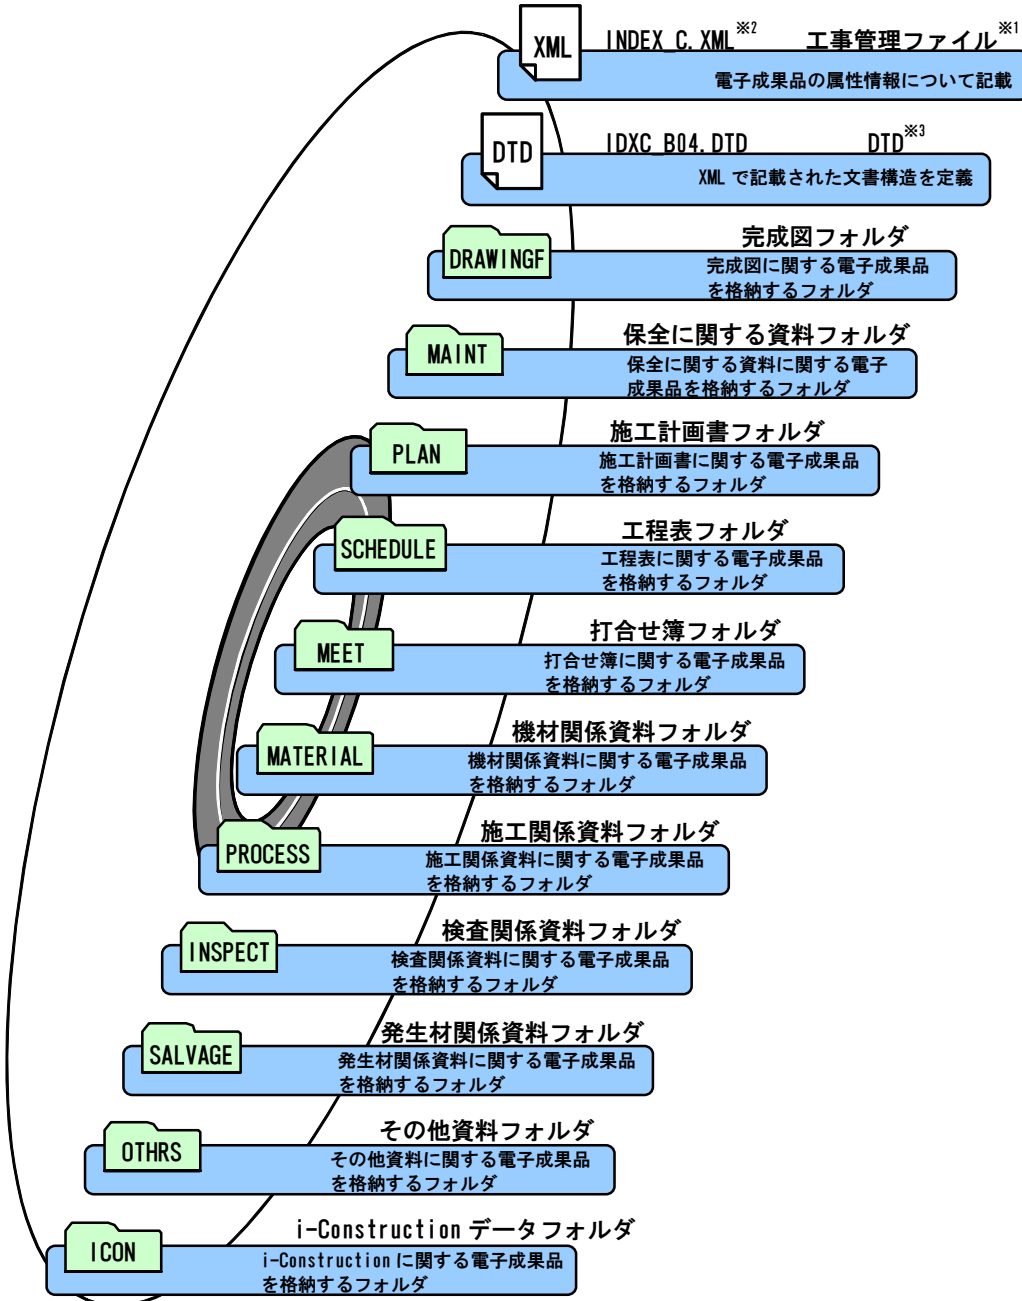 XML INDEX_C.XML※2 工事管理ファイル※1
電子成果品の属性情報について記載
DTD IDXC_B04.DTD DTD※3
XML で記載された文書構造を定義
完成図フォルダ
DRAWINGF
完成図に関する電子成果品
を格納するフォルダ
保全に関する資料フォルダ
MAINT
保全に関する資料に関する電子
成果品を格納するフォルダ
施工計画書フォルダ
PLAN
施工計画書に関する電子成果品
を格納するフォルダ
工程表フォルダ
SCHEDULE
工程表に関する電子成果品
を格納するフォルダ
打合せ簿フォルダ
MEET
打合せ簿に関する電子成果品
を格納するフォルダ
機材関係資料フォルダ
MATERIAL
機材関係資料に関する電子成果品
を格納するフォルダ
施工関係資料フォルダ
PROCESS
施工関係資料に関する電子成果品
を格納するフォルダ
検査関係資料フォルダ
INSPECT
検査関係資料に関する電子成果品
を格納するフォルダ
発生材関係資料フォルダ
SALVAGE
発生材関係資料に関する電子成果品
を格納するフォルダ
その他資料フォルダ
OTHRS
その他資料に関する電子成果品
を格納するフォルダ
i-Construction データフォルダ
ICON
i-Construction に関する電子成果品
を格納するフォルダ